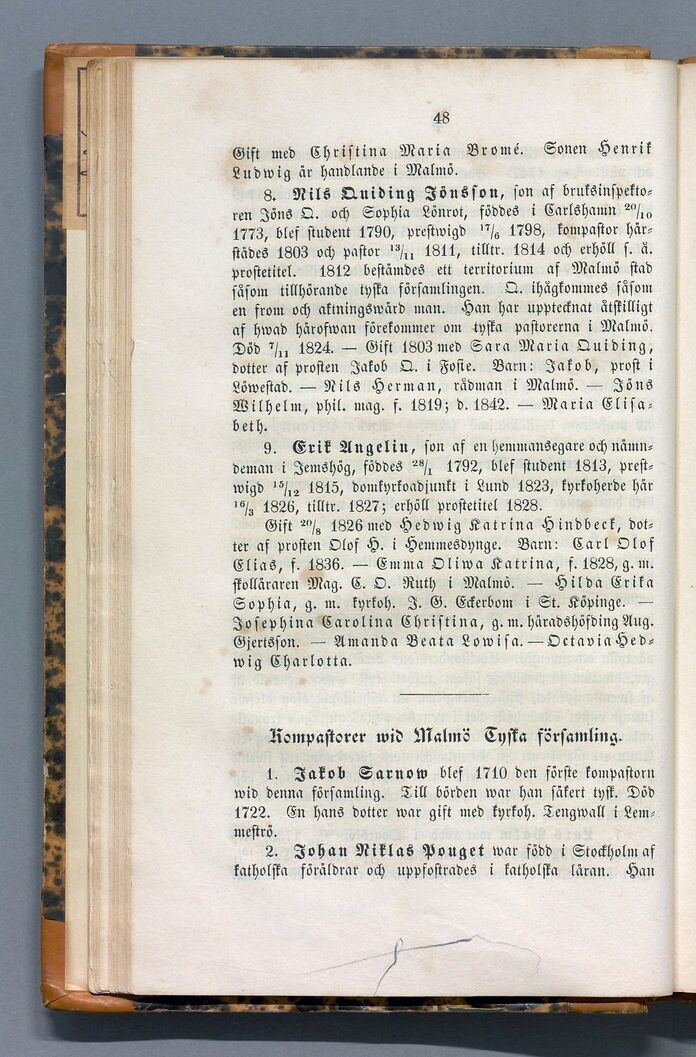 48
Gift med Christina Maria Bromé. Sonen Henrik
Ludwig är handlande i Malmö.
8. Nils Quiding Jönsson, son af bruksinspekto-
ren Jöns Q. och Sophia Lönrot, föddes i Carlshamn 20/10
1773, blef student 1790, prestwigd 17/6 1798, kompastor här-
städes 1803 och pastor 13/11 1811, tilltr. 1814 och erhöll s. å.
prostetitel. 1812 bestämdes ett territorium af Malmö stad
såsom tillhörande tyska församlingen. Q. ihågkommes såsom
en from och aktningswärd man. Han har upptecknat åtskilligt
af hwad härofwan förekommer om tyska pastorerna i Malmö.
Död 7/11 1824. — Gift 1803 med Sara Maria Quiding,
dotter af prosten Jakob Q. i Fosie. Barn: Jakob, prost i
Löwestad. — Nils Herman, rådman i Malmö. — Jöns
Wilhelm, phil. mag. f. 1819; d. 1842. — Maria Elisa-
beth.
9. Erik Angelin, son af en hemmansegare och nämn-
deman i Jemshög, föddes 28/1 1792, blef student 1813, prest-
wigd 15/12 1815, domkyrkoadjunkt i Lund 1823, kyrkoherde här
16/3 1826, tilltr. 1827; erhöll prostetitel 1828.
Gift 20/8 1826 med Hedwig Katrina Hindbeck, dot-
ter af prosten Olof H. i Hemmesdynge. Barn: Carl Olof
Elias, f. 1836. — Emma Oliwa Katrina, f. 1828, g. m.
skolläraren Mag. C. O. Ruth i Malmö. — Hilda Erika
Sophia, g. m. kyrkoh. J. G. Eckerbom i St. Köpinge. —
Josephina Carolina Christina, g. m. häradshöfding Aug.
Gjertsson. — Amanda Beata Lowisa. — Octavia Hed-
wig Charlotta.
Kompastorer wid Malmö Tyska församling.
1. Jakob Sarnow blef 1710 den förste kompastorn
wid denna församling. Till börden war han säkert tysk. Död
1722. En hans dotter war gift med kyrkoh. Tengwall i Lem-
meströ.
2. Johan Niklas Pouget war född i Stockholm af
katholska föräldrar och uppfostrades i katholska läran. Han